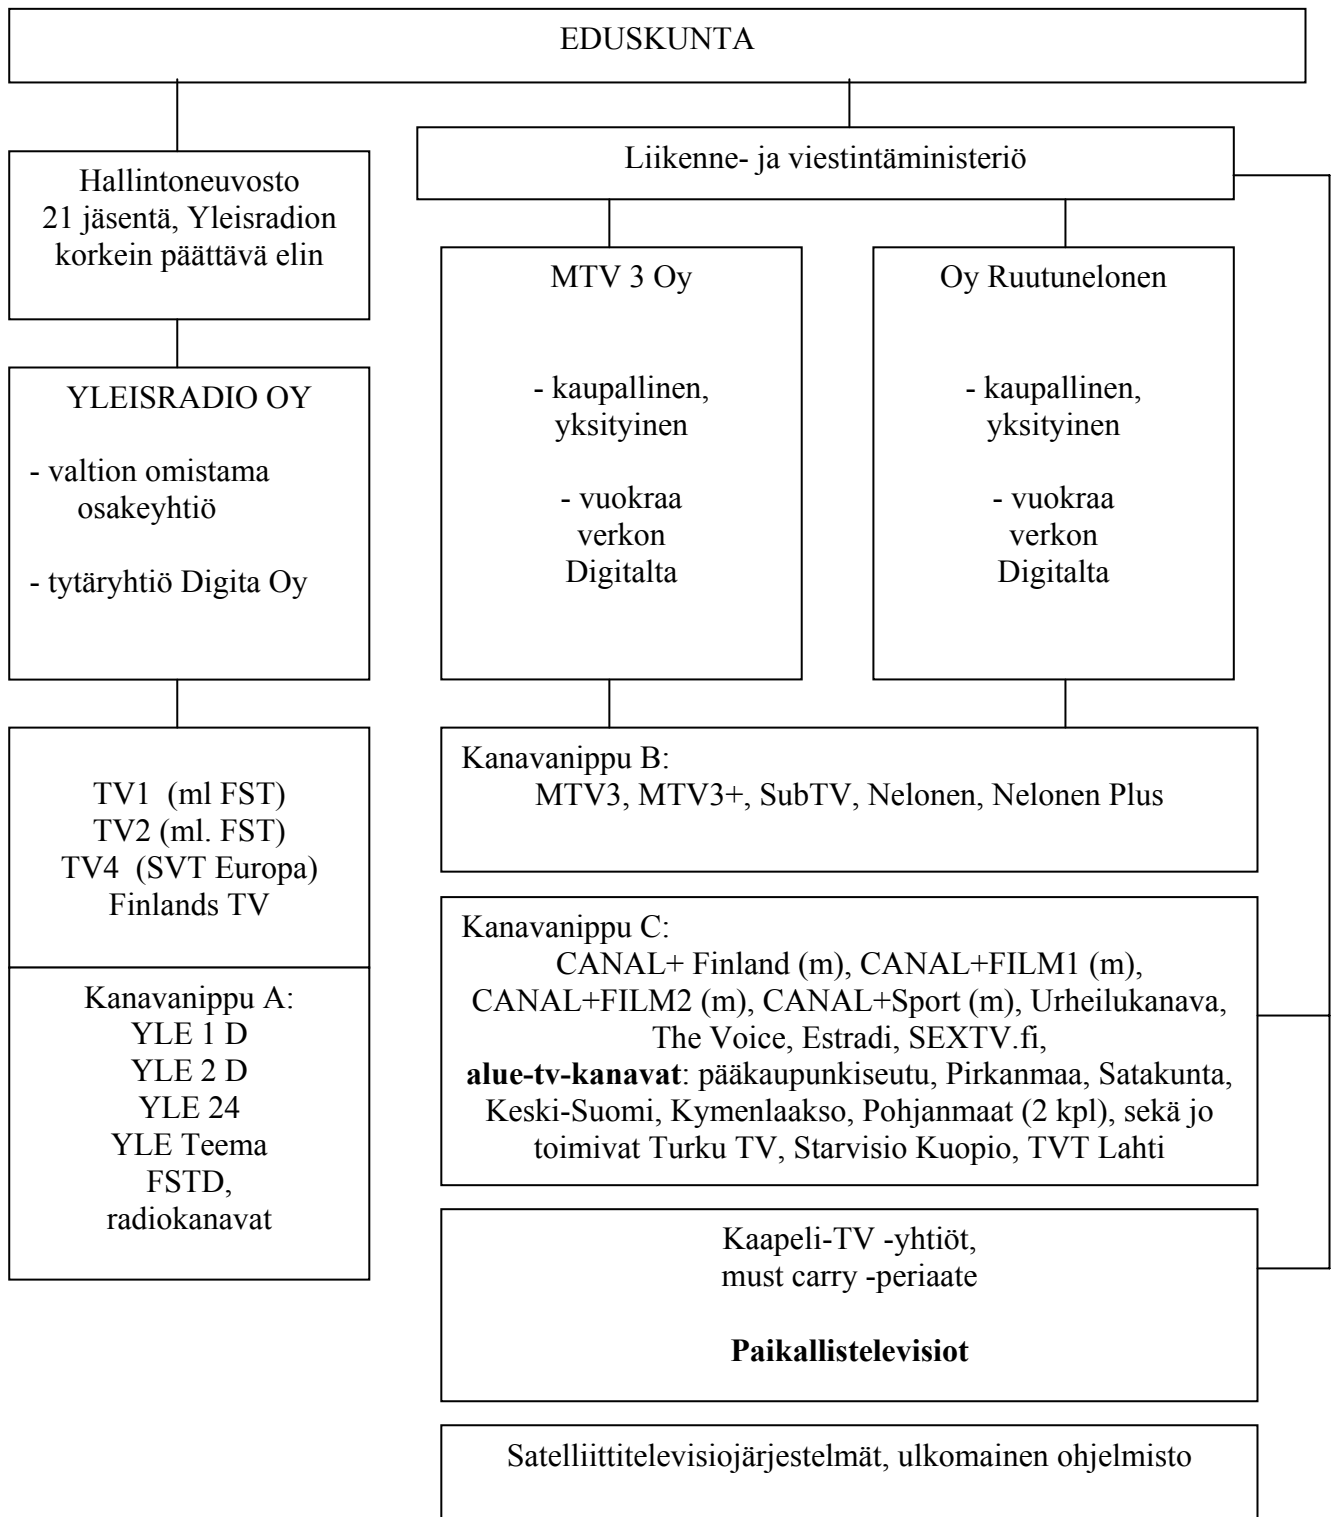 EDUSKUNTA
Hallintoneuvosto
21 jäsentä, Yleisradion
korkein päättävä elin
YLEISRADIO OY
- valtion omistama
osakeyhtiö
- tytäryhtiö Digita Oy
TV1 (ml FST)
TV2 (ml. FST)
TV4 (SVT Europa)
Finlands TV
Kanavanippu A:
YLE 1 D
YLE 2 D
YLE 24
YLE Teema
FSTD,
radiokanavat
Liikenne- ja viestintäministeriö
MTV 3 Oy
- kaupallinen,
yksityinen
- vuokraa
verkon
Digitalta
Oy Ruutunelonen
- kaupallinen,
yksityinen
- vuokraa
verkon
Digitalta
Kanavanippu B:
MTV3, MTV3+, SubTV, Nelonen, Nelonen Plus
Kanavanippu C:
CANAL+ Finland (m), CANAL+FILM1 (m),
CANAL+FILM2 (m), CANAL+Sport (m), Urheilukanava,
The Voice, Estradi, SEXTV.fi,
alue-tv-kanavat: pääkaupunkiseutu, Pirkanmaa, Satakunta,
Keski-Suomi, Kymenlaakso, Pohjanmaat (2 kpl), sekä jo
toimivat Turku TV, Starvisio Kuopio, TVT Lahti
Kaapeli-TV -yhtiöt,
must carry -periaate
Paikallistelevisiot
Satelliittitelevisiojärjestelmät, ulkomainen ohjelmisto